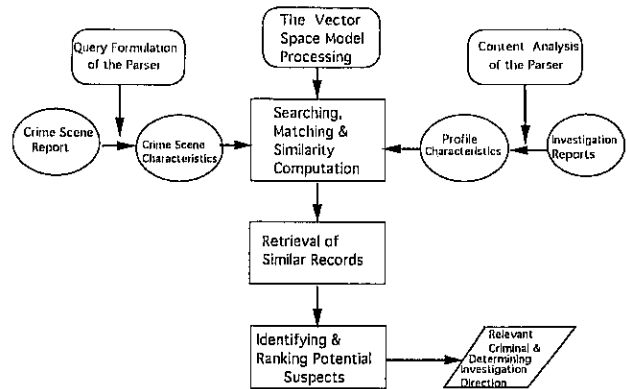 Query Formulation
of the Parser
The Vector
Space Model
Processing
Content Analysis
of the Parser
Crime Scene
Report
Crime Scene
Characteristics
Searching,
Matching &
Similarity
Computation
Profile
Characteristics
Investigation
Reports
Retrieval of
Similar Records
Identifying &
Ranking Potential
Suspects
Relevant
Criminal &
Determining
Investigation
Direction